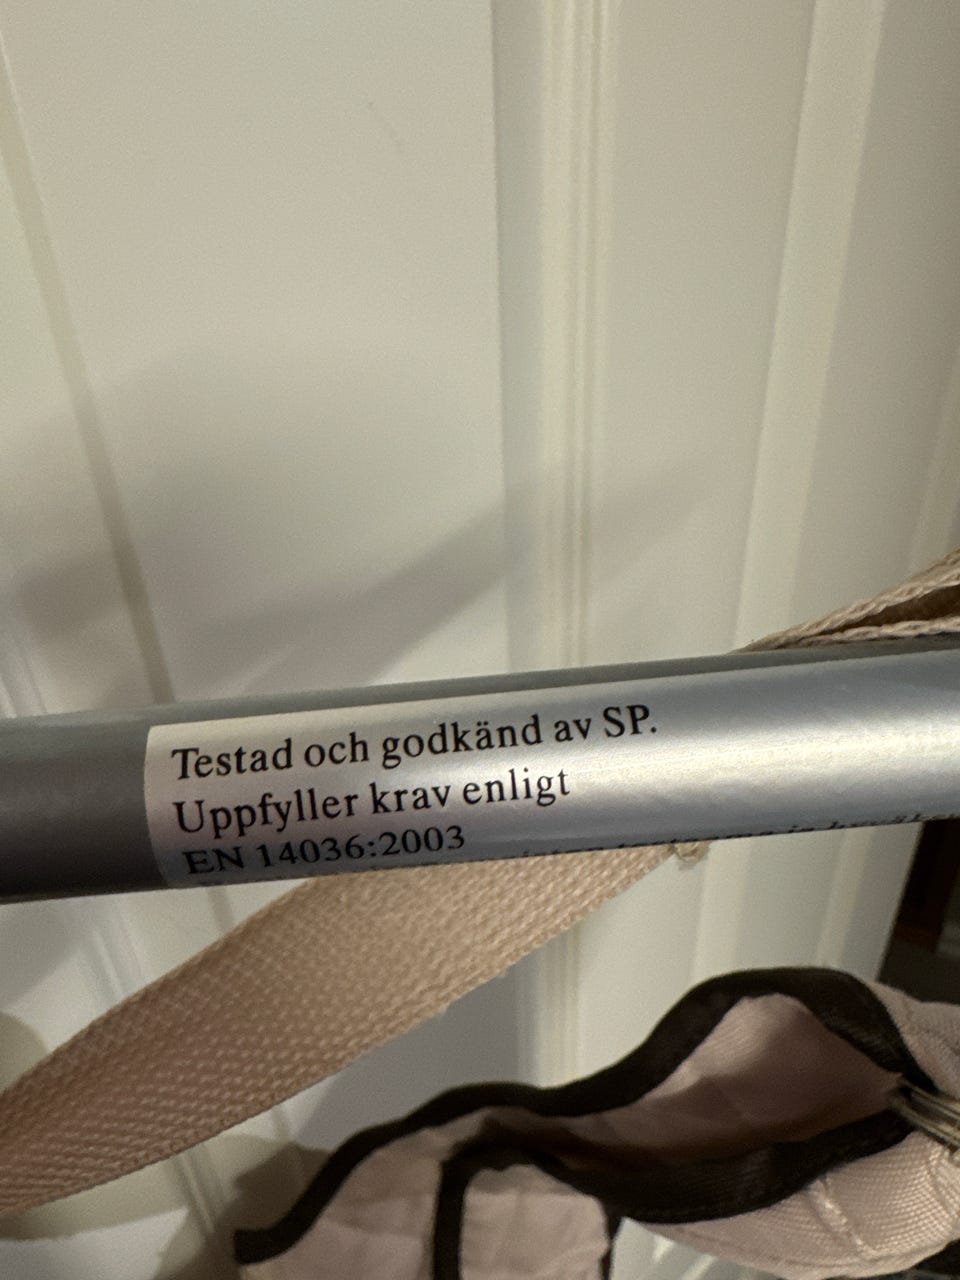 Testad och godkänd av SP.
Uppfyller krav enligt
EN 14036:2003